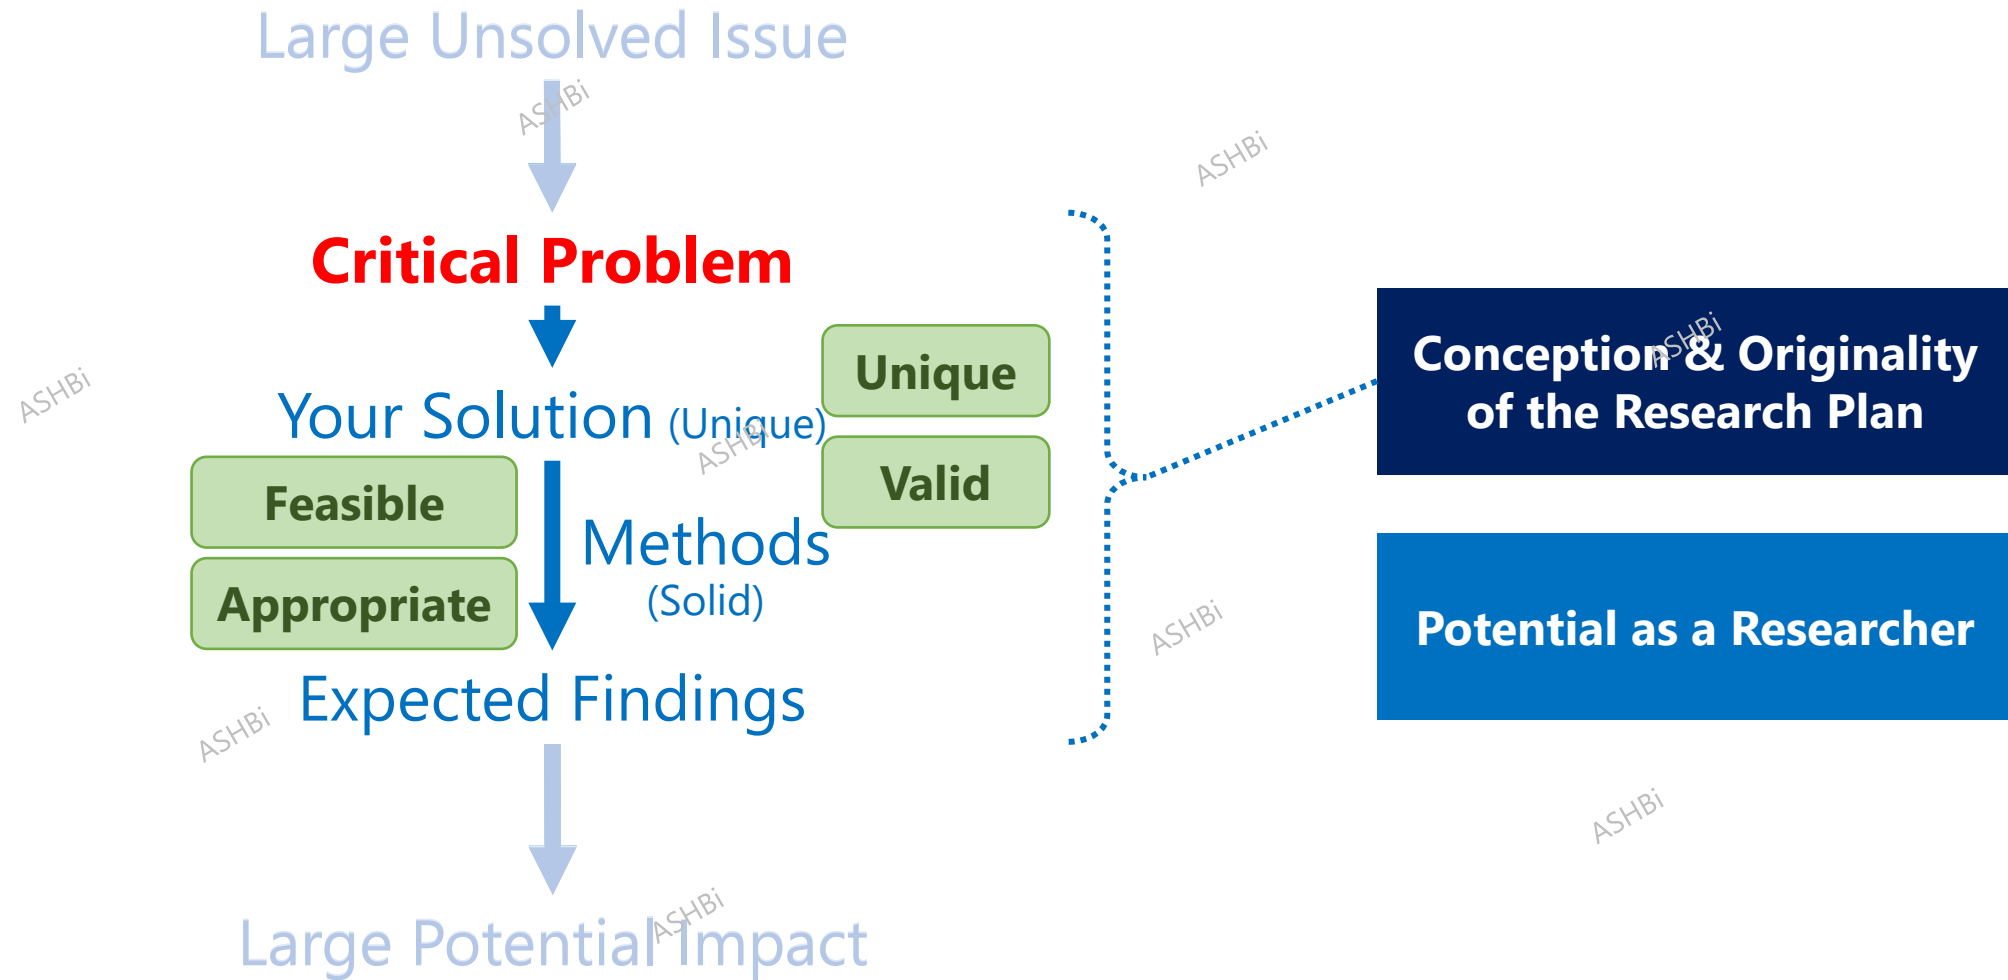 Large Unsolved Issue
ASHBi
ASHBi
Critical Problem
Unique
Conception & Originality
of the Research Plan
ASHBi
ASHBi
Your Solution (Unique)
ASHBi
Valid
Feasible
Methods
(Solid)
Appropriate
ASHBi
Potential as a Researcher
Expected Findings
ASHBi
ASHBi
Large Potential Impact
ASHBi